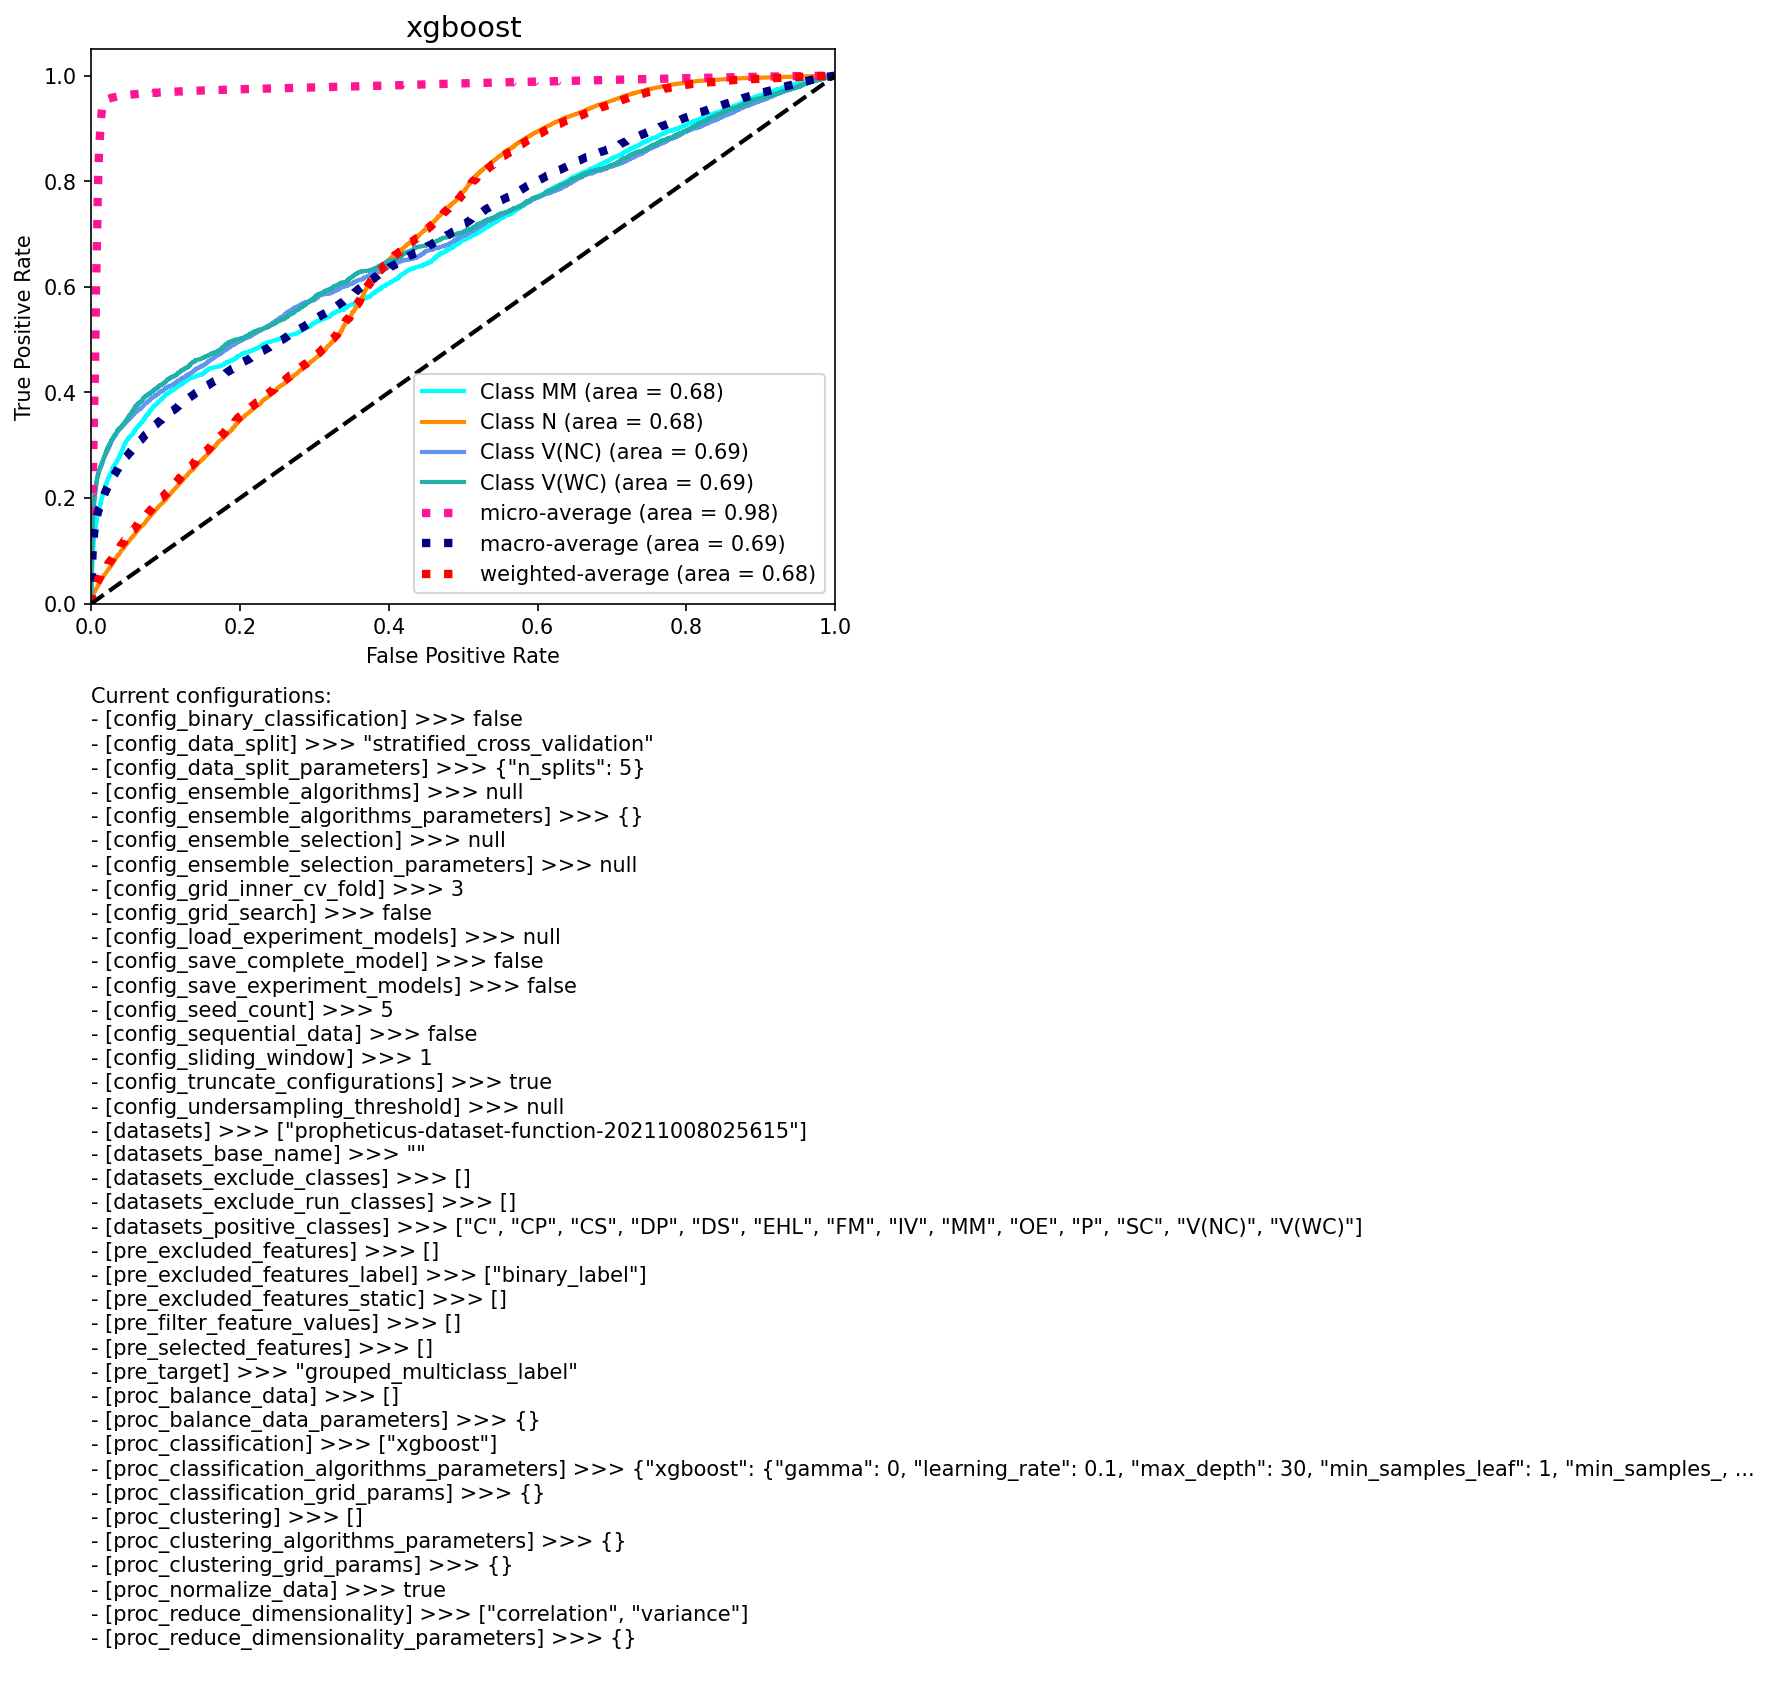 xgboost
1.0
0.8
0.6
0.4
0.2
0.0
True Positive Rate
Class MM (area = 0.68)
Class N (area = 0.68)
Class V(NC) (area = 0.69)
Class V(WC) (area = 0.69)
micro-average (area = 0.98)
macro-average (area = 0.69)
weighted-average (area = 0.68)
0.0 0.2 0.4 0.6 0.8 1.0
False Positive Rate
Current configurations:
- [config_binary_classification] >>> false
- [config_data_split] >>> "stratified_cross_validation"
- [config_data_split_parameters] >>> {"n_splits": 5}
- [config_ensemble_algorithms] >>> null
- [config_ensemble_algorithms_parameters] >>> {}
- [config_ensemble_selection] >>> null
- [config_ensemble_selection_parameters] >>> null
- [config_grid_inner_cv_fold] >>> 3
- [config_grid_search] >>> false
- [config_load_experiment_models] >>> null
- [config_save_complete_model] >>> false
- [config_save_experiment_models] >>> false
- [config_seed_count] >>> 5
- [config_sequential_data] >>> false
- [config_sliding_window] >>> 1
- [config_truncate_configurations] >>> true
- [config_undersampling_threshold] >>> null
- [datasets] >>> ["propheticus-dataset-function-20211008025615"]
- [datasets_base_name] >>> ""
- [datasets_exclude_classes] >>> []
- [datasets_exclude_run_classes] >>> []
- [datasets_positive_classes] >>> ["C", "CP", "CS", "DP", "DS", "EHL", "FM", "IV", "MM", "OE", "P", "SC", "V(NC)", "V(WC)"]
- [pre_excluded_features] >>> []
- [pre_excluded_features_label] >>> ["binary_label"]
- [pre_excluded_features_static] >>> []
- [pre_filter_feature_values] >>> []
- [pre_selected_features] >>> []
- [pre_target] >>> "grouped_multiclass_label"
- [proc_balance_data] >>> []
- [proc_balance_data_parameters] >>> {}
- [proc_classification] >>> ["xgboost"]
- [proc_classification_algorithms_parameters] >>> {"xgboost": {"gamma": 0, "learning_rate": 0.1, "max_depth": 30, "min_samples_leaf": 1, "min_samples_, ...
- [proc_classification_grid_params] >>> {}
- [proc_clustering] >>> []
- [proc_clustering_algorithms_parameters] >>> {}
- [proc_clustering_grid_params] >>> {}
- [proc_normalize_data] >>> true
- [proc_reduce_dimensionality] >>> ["correlation", "variance"]
- [proc_reduce_dimensionality_parameters] >>> {}